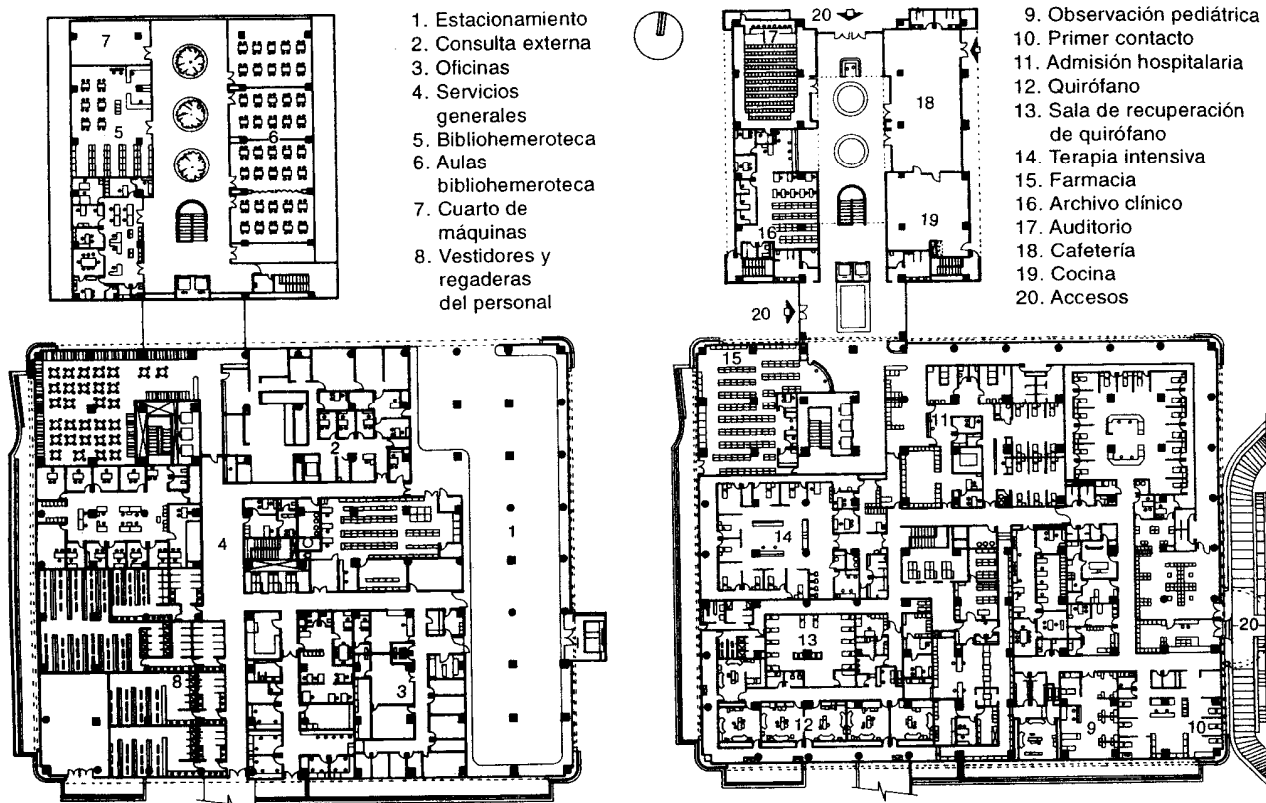 1. Estacionamiento
2. Consulta externa
3. Oficinas
4. Servicios
generales
5. Bibliohemeroteca
6. Aulas
bibliohemeroteca
7. Cuarto de
máquinas
8. Vestidores y
regaderas
del personal
9. Observación pediátrica
10. Primer contacto
11. Admisión hospitalaria
12. Quirófano
13. Sala de recuperación
de quirófano
14. Terapia intensiva
15. Farmacia
16. Archivo clínico
17. Auditorio
18. Cafetería
19. Cocina
20. Accesos
7
5
6
2
1
4
8
3
20
17
18
19
16
20
15
11
14
13
12
9
10
20